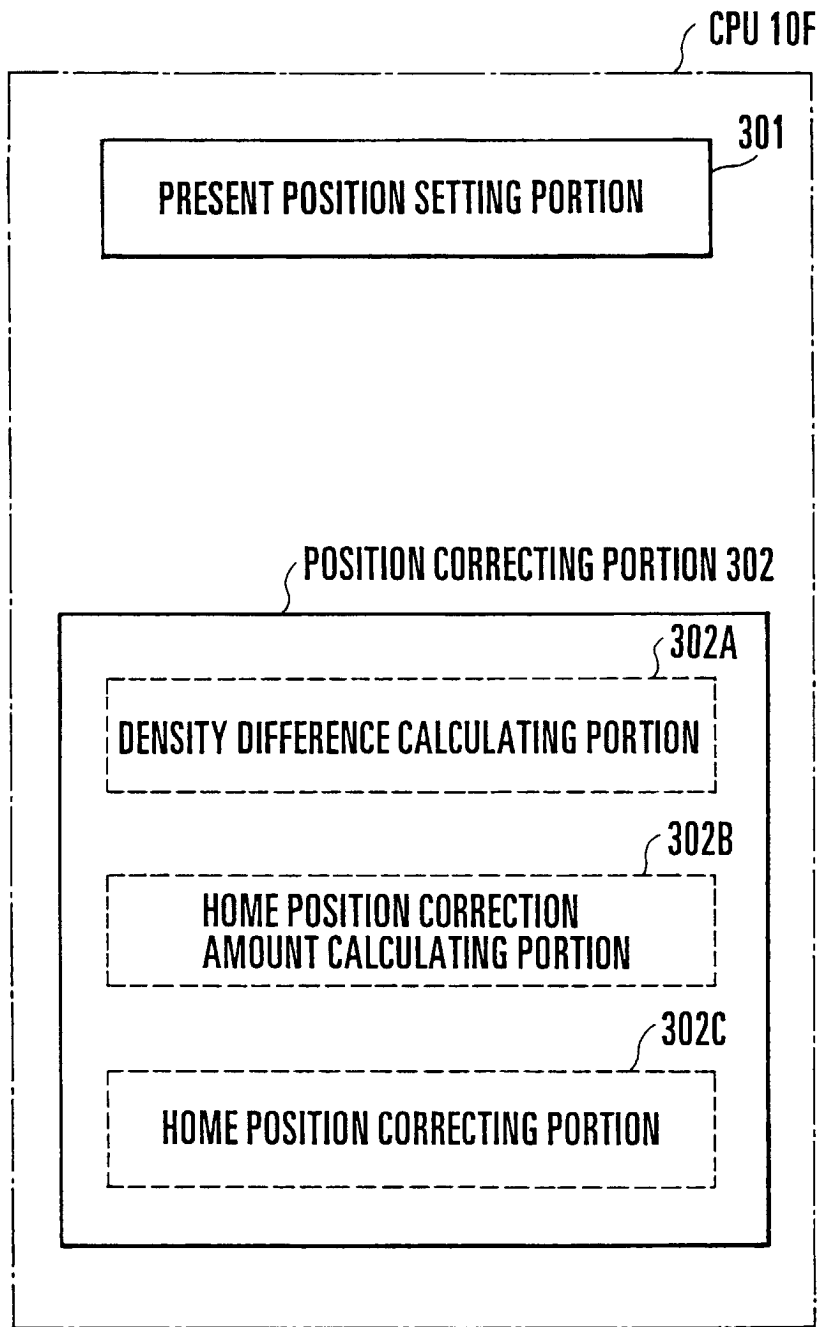 CPU 10F
301
PRESENT POSITION SETTING PORTION
POSITION CORRECTING PORTION 302
302A
DENSITY DIFFERENCE CALCULATING PORTION
302B
HOME POSITION CORRECTION
AMOUNT CALCULATING PORTION
302C
HOME POSITION CORRECTING PORTION